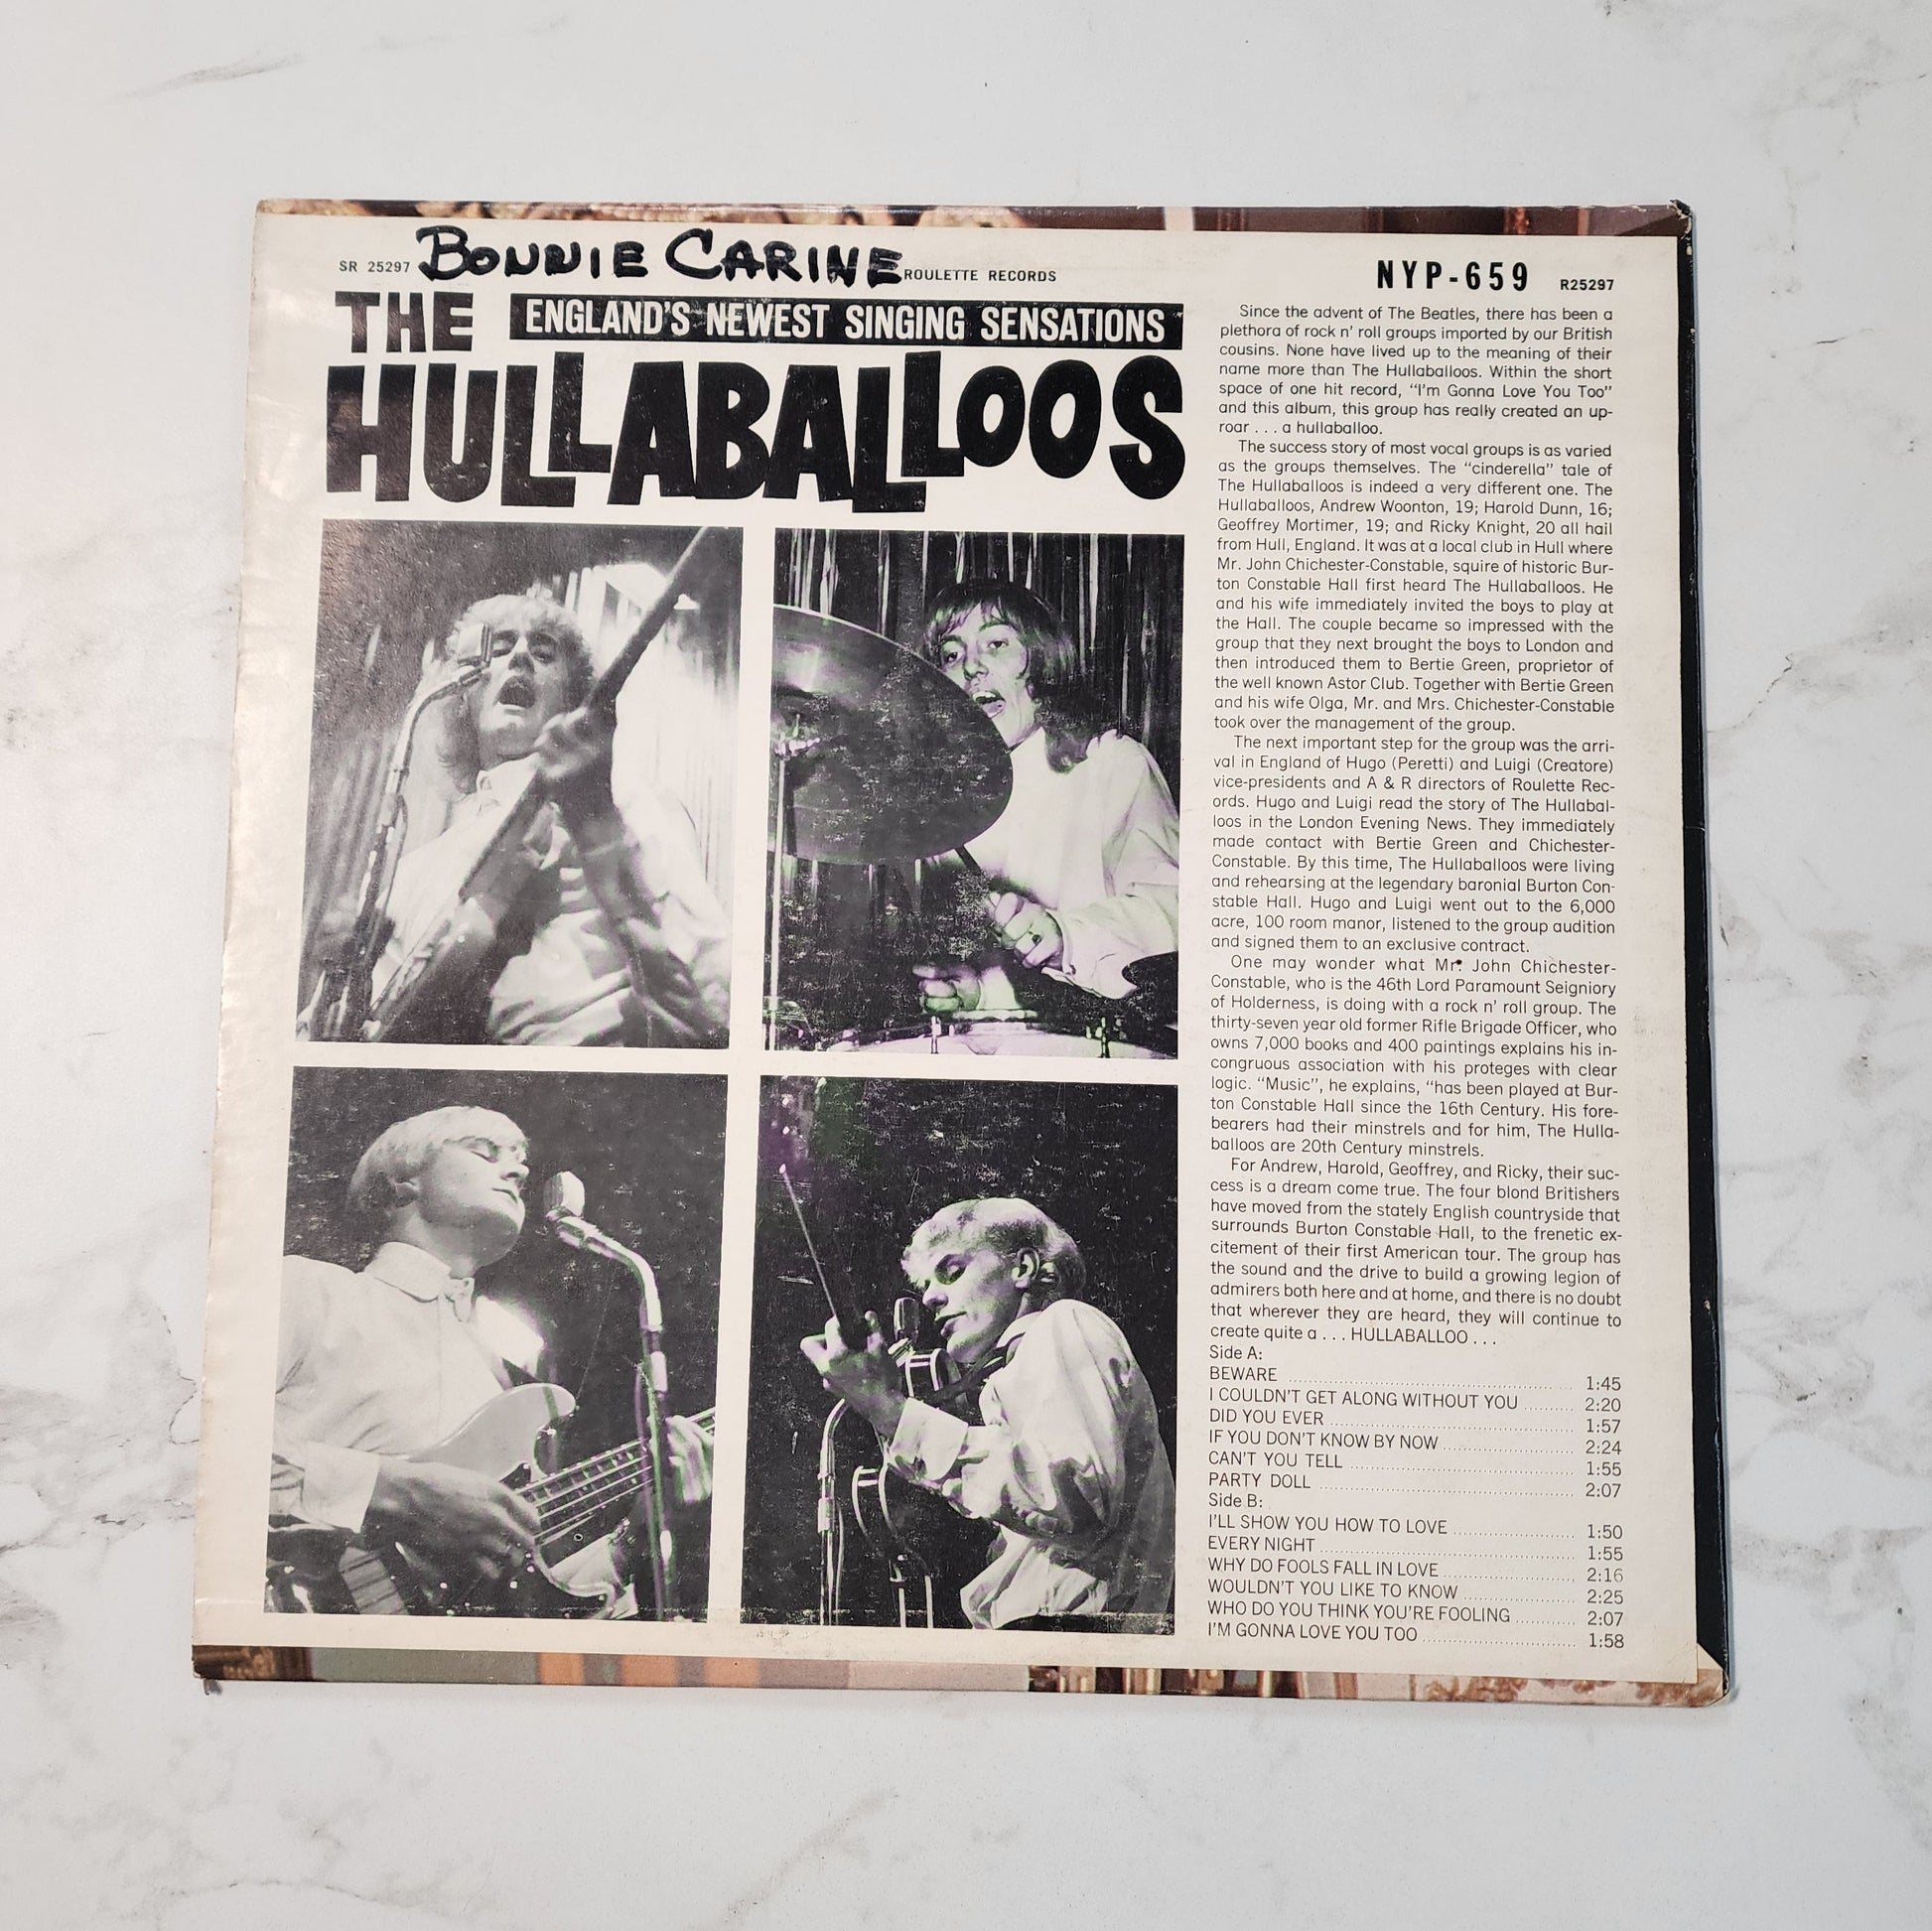 BONNIE CARINE
SR 25297
ROULETTE RECORDS
NYP-659
R25297
THE
ENGLAND'S NEWEST SINGING SENSATIONS
HULLABALLOOS
Since the advent of The Beatles, there has been a
plethora of rock n' roll groups imported by our British
cousins. None have lived up to the meaning of their
name more than The Hullaballoos. Within the short
space of one hit record, "I'm Gonna Love You Too"
and this album, this group has really created an up-
roar . . . a hullaballoo.
The success story of most vocal groups is as varied
as the groups themselves. The "cinderella" tale of
The Hullaballoos is indeed a very different one. The
Hullaballoos, Andrew Woonton, 19; Harold Dunn, 16;
Geoffrey Mortimer, 19; and Ricky Knight, 20 all hail
from Hull, England. It was at a local club in Hull where
Mr. John Chichester-Constable, squire of historic Bur-
ton Constable Hall first heard The Hullaballoos. He
and his wife immediately invited the boys to play at
the Hall. The couple became so impressed with the
group that they next brought the boys to London and
then introduced them to Bertie Green, proprietor of
the well known Astor Club. Together with Bertie Green
and his wife Olga, Mr. and Mrs. Chichester-Constable
took over the management of the group.
The next important step for the group was the arri-
val in England of Hugo (Peretti) and Luigi (Creatore)
vice-presidents and A & R directors of Roulette Rec-
ords. Hugo and Luigi read the story of The Hullabal-
loos in the London Evening News. They immediately
made contact with Bertie Green and Chichester-
Constable. By this time, The Hullaballoos were living
and rehearsing at the legendary baronial Burton Con-
stable Hall. Hugo and Luigi went out to the 6,000
acre, 100 room manor, listened to the group audition
and signed them to an exclusive contract.
One may wonder what Mr. John Chichester-
Constable, who is the 46th Lord Paramount Seigniory
of Holderness, is doing with a rock n' roll group. The
thirty-seven year old former Rifle Brigade Officer, who
owns 7,000 books and 400 paintings explains his in-
congruous association with his proteges with clear
logic. "Music", he explains, "has been played at Bur-
ton Constable Hall since the 16th Century. His fore-
bearers had their minstrels and for him, The Hulla-
balloos are 20th Century minstrels.
For Andrew, Harold, Geoffrey, and Ricky, their suc-
cess is a dream come true. The four blond Britishers
have moved from the stately English countryside that
surrounds Burton Constable Hall, to the frenetic ex-
citement of their first American tour. The group has
the sound and the drive to build a growing legion of
admirers both here and at home, and there is no doubt
that wherever they are heard, they will continue to
create quite a . . . HULLABALLOO . . .
Side A:
BEWARE 1:45
I COULDN'T GET ALONG WITHOUT YOU 2:20
DID YOU EVER 1:57
IF YOU DON'T KNOW BY NOW 2:24
CAN'T YOU TELL 1:55
PARTY DOLL 2:07
Side B:
I'LL SHOW YOU HOW TO LOVE 1:50
EVERY NIGHT 1:55
WHY DO FOOLS FALL IN LOVE 2:16
WOULDN'T YOU LIKE TO KNOW 2:25
WHO DO YOU THINK YOU'RE FOOLING 2:07
I'M GONNA LOVE YOU TOO 1:58